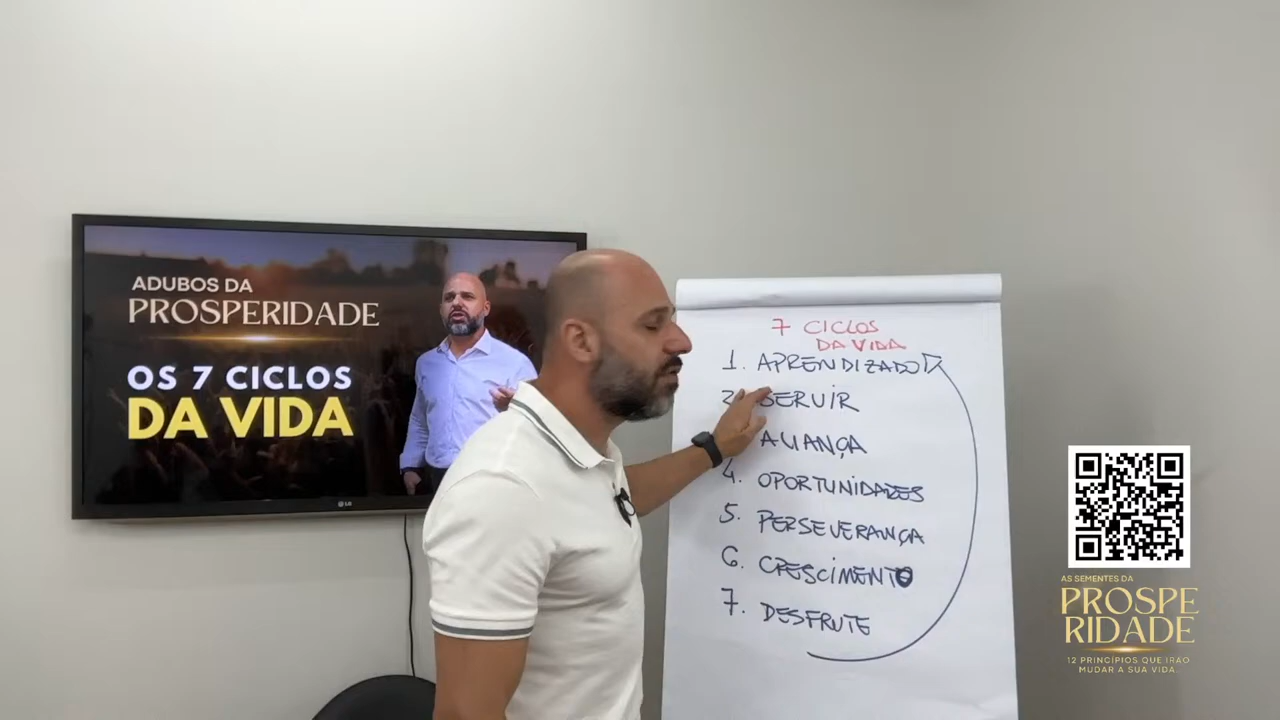 ADUBOS DA
PROSPERIDADE
OS 7 CICLOS
DA VIDA
LG
7 CICLOS
DA VIDA
1. APRENDIZADO
2. SERVIR
ALIANÇA
4. OPORTUNIDADES
5. PERSEVERANÇA
6. CRESCIMENTO
7. DESFRUTE
AS SEMENTES DA
PROSPE
RIDADE
12 PRINCÍPIOS QUE IRÃO
MUDAR A SUA VIDA.